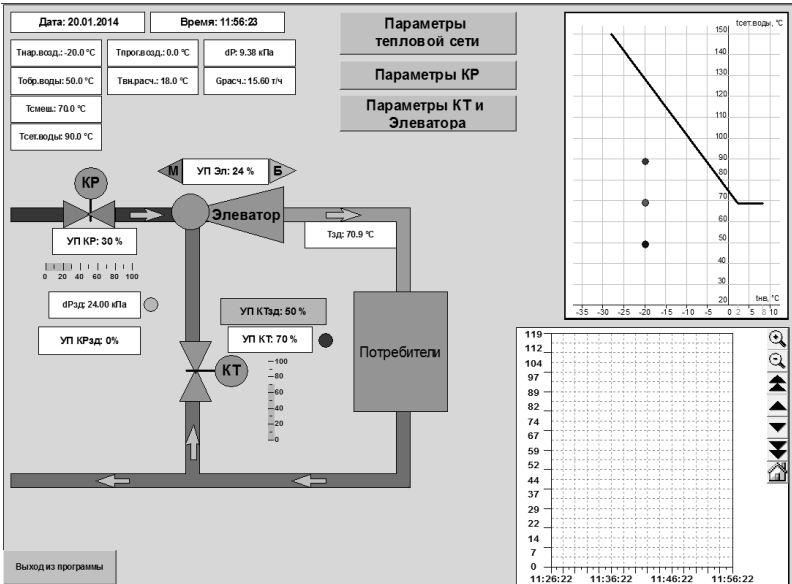 Дата: 20.01.2014
Время: 11:56:23
Параметры
тепловой сети
Параметры КР
Параметры КТ и
Элеватора
Тнар.возд.: -20.0 °С
Тпрог.возд.: 0.0 °С
dP: 9.38 кПа
Тобр.воды: 50.0 °С
Твн.расч.: 18.0 °С
Gрасч.: 15.60 т/ч
Тсмеш.: 70.0 °С
Тсет.воды: 90.0 °С
М
УП Эл: 24 %
Б
КР
Элеватор
УП КР: 30 %
Тзд: 70.9 °С
0 20 40 60 80 100
dPзд: 24.00 кПа
УП КТзд: 50 %
УП КРзд: 0%
УП КТ: 70 %
Потребители
КТ
100
80
60
40
20
0
Выход из программы
tсет.воды, °С
150
140
130
120
110
100
90
80
70
60
50
40
30
20
tнв, °С
-35 -30 -25 -20 -15 -10 -5 0 2 5 8 10
119
112
104
97
89
82
74
67
59
52
44
37
29
22
14
7
0
11:26:22 11:36:22 11:46:22 11:56:22